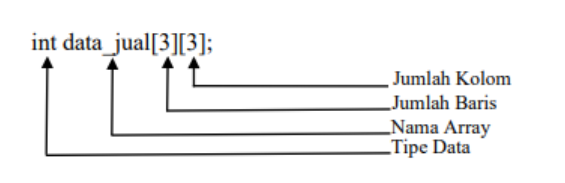 int data_jual[3][3];
Jumlah Kolom
Jumlah Baris
Nama Array
Tipe Data